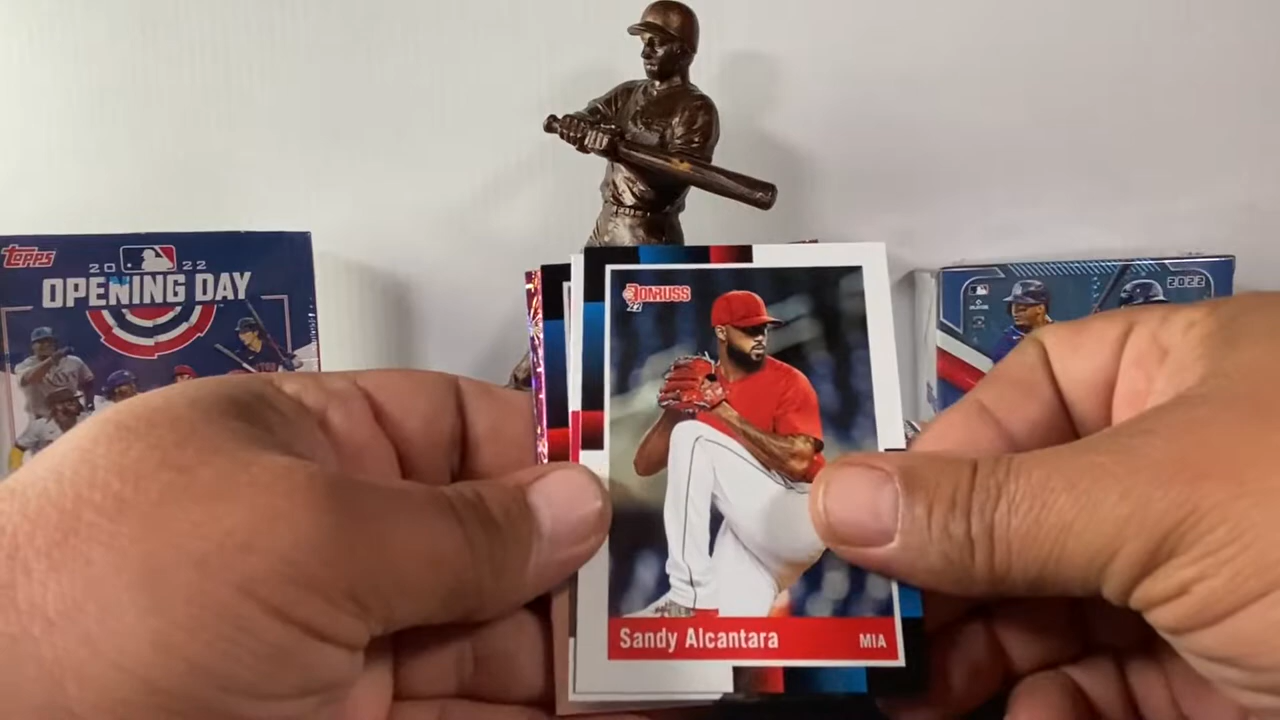 TOPPS
2022
OPENING DAY
2022
DONRUSS
22
Sandy Alcantara
MIA